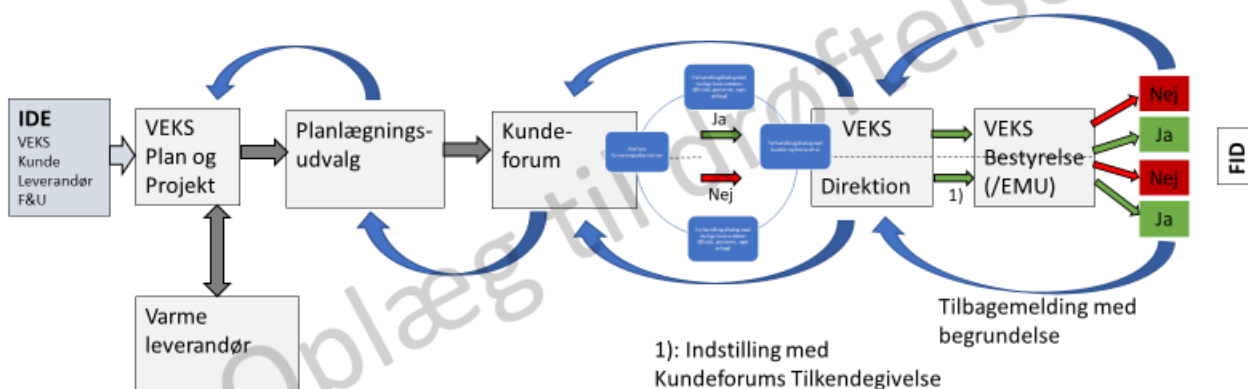 IDE
VEKS
Kunde
Leverandør
F&U
VEKS
Plan og
Projekt
Varme
leverandør
Planlægnings-
udvalg
Kunde-
forum
Ja
Nej
VEKS
Direktion
1)
VEKS
Bestyrelse
(/EMU)
Nej
Ja
Nej
Ja
FID
Tilbagemelding med
begrundelse
1): Indstilling med
Kundeforums Tilkendegivelse
Oplæg til drøftelse